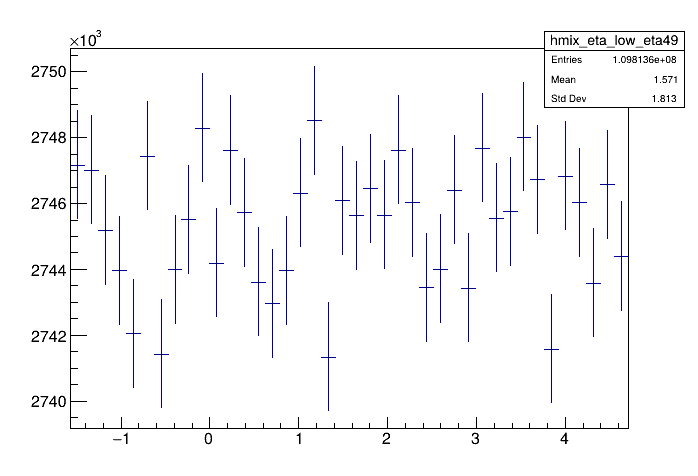 ×10³
hmix_eta_low_eta49
Entries 1.098136e+08
Mean 1.571
Std Dev 1.813
2750
2748
2746
2744
2742
2740
−1 0 1 2 3 4